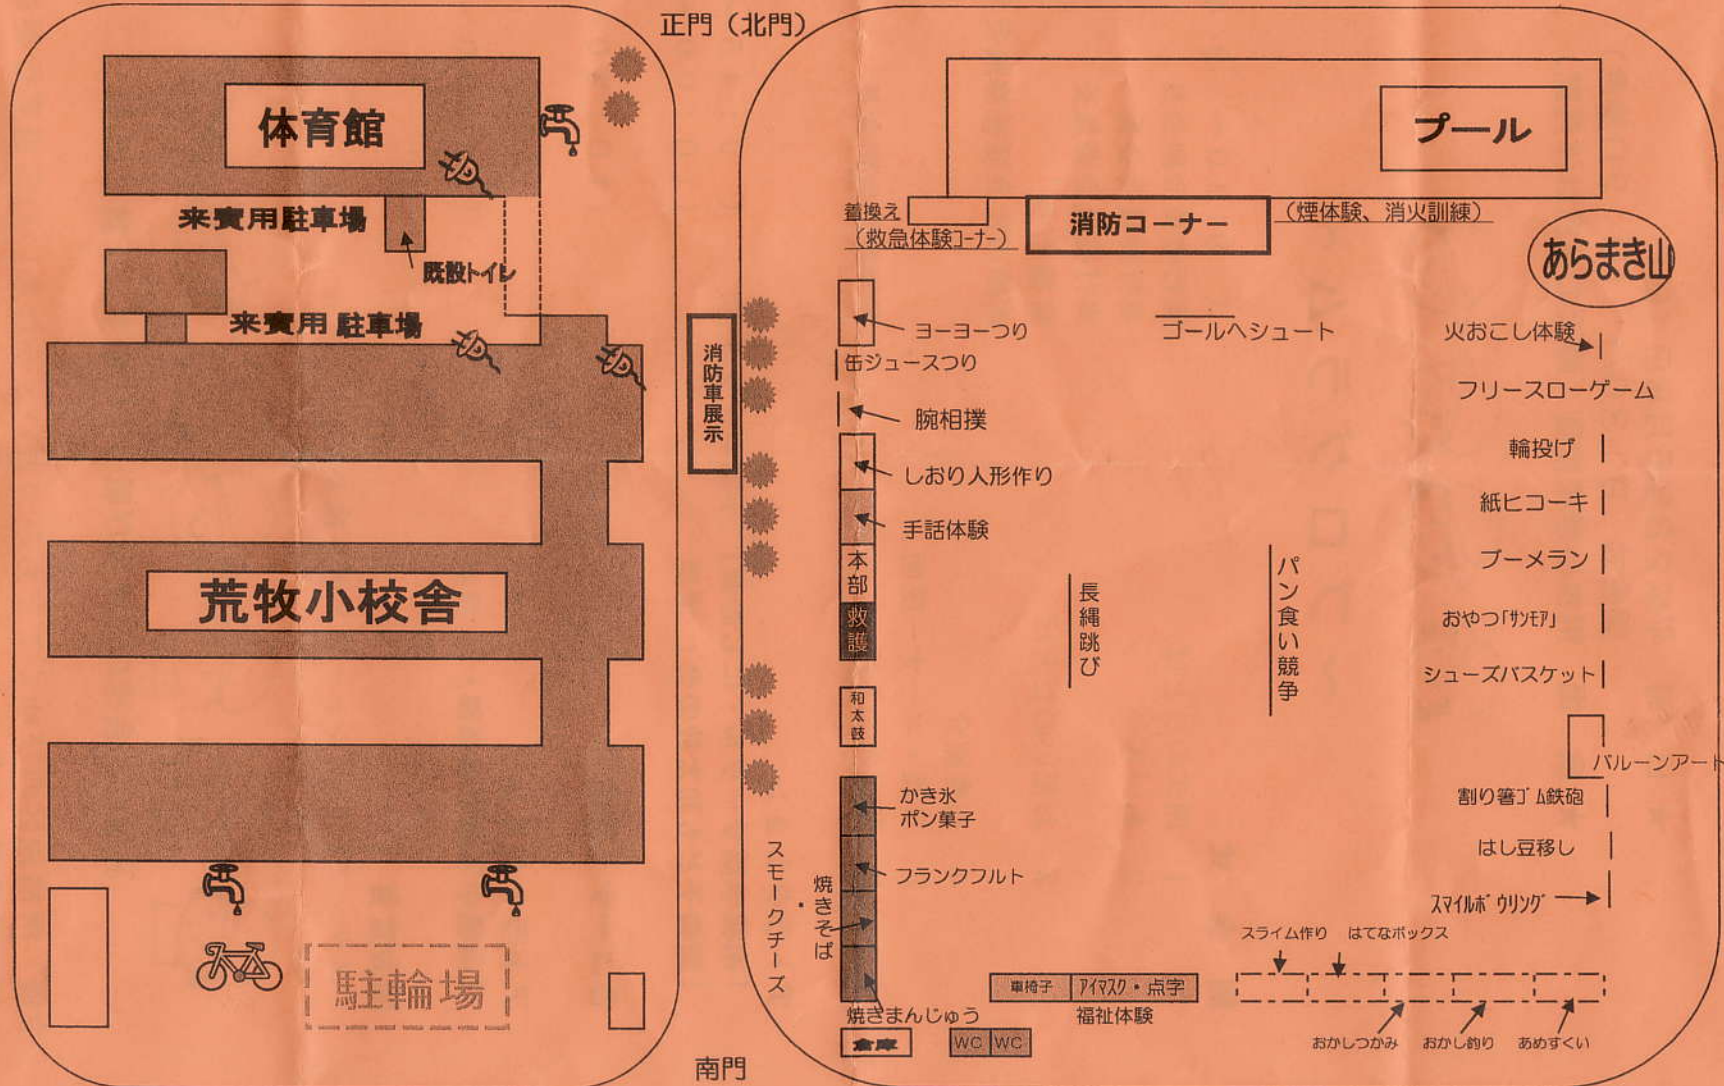 正門（北門）
体育館
来賓用駐車場
既設トイレ
来賓用 駐車場
荒牧小校舎
駐輪場
消防車展示
南門
プール
着換え
（救急体験ｺｰﾅｰ）
消防コーナー
（煙体験、消火訓練）
あらまき山
ヨーヨーつり
缶ジュースつり
腕相撲
しおり人形作り
手話体験
本部
救護
和太鼓
かき氷
ポン菓子
フランクフルト
焼きそば・
スモークチーズ
焼きまんじゅう
倉庫
WC
WC
ゴールへシュート
長縄跳び
パン食い競争
火おこし体験
フリースローゲーム
輪投げ
紙ヒコーキ
ブーメラン
おやつ「ｻﾝﾓｱ」
シューズバスケット
バルーンアート
割り箸ｺﾞﾑ鉄砲
はし豆移し
ｽﾏｲﾙﾎﾞｳﾘﾝｸﾞ
車椅子
ｱｲﾏｽｸ・点字
福祉体験
スライム作り
はてなボックス
おかしつかみ
おかし釣り
あめすくい